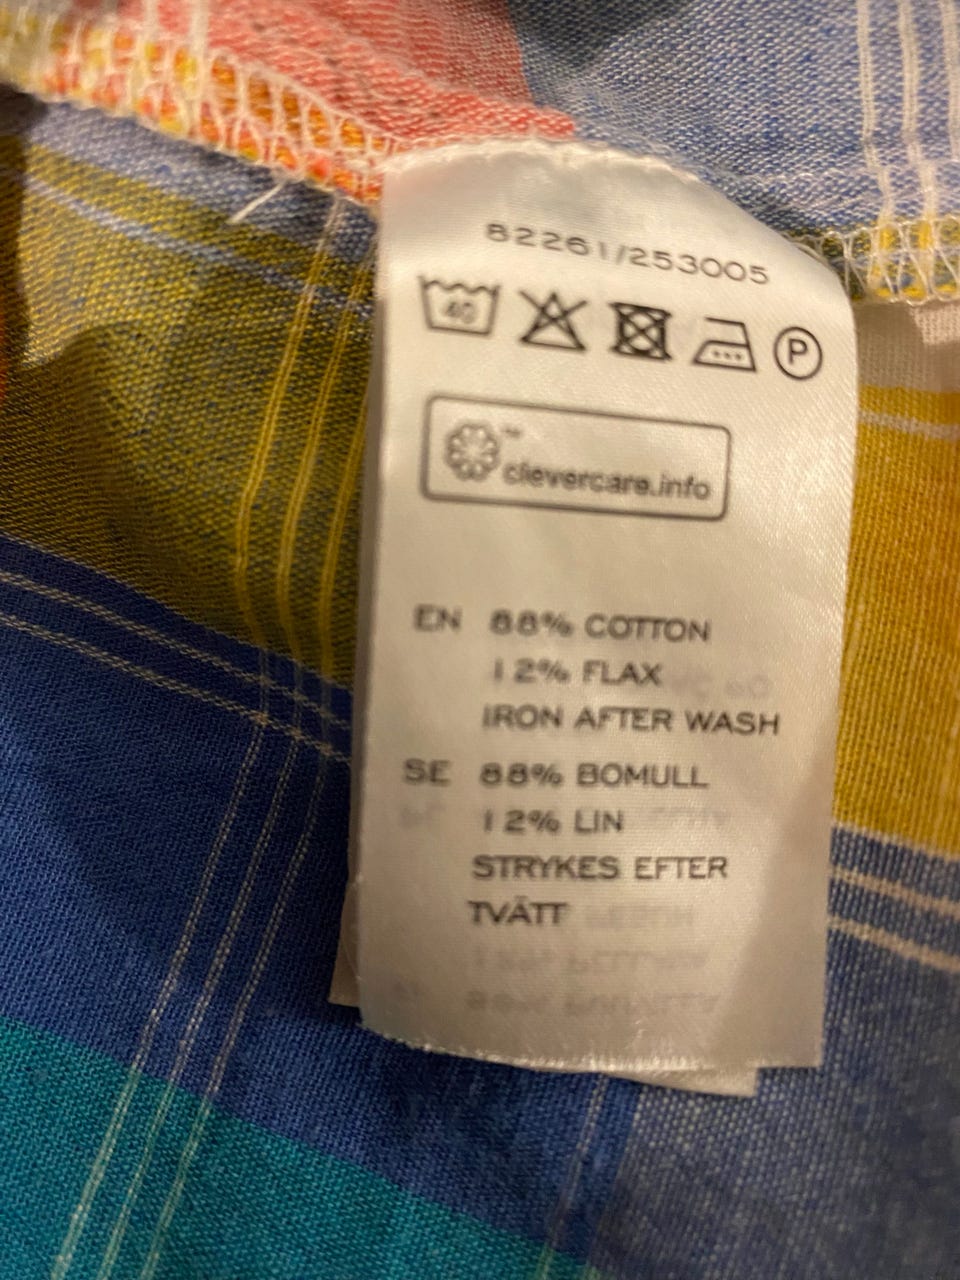 82261/253005
40
P
™
clevercare.info
EN 88% COTTON
12% FLAX
IRON AFTER WASH
SE 88% BOMULL
12% LIN
STRYKES EFTER
TVÄTT